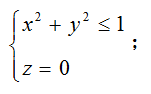 x² + y² ≤ 1
z = 0 ;